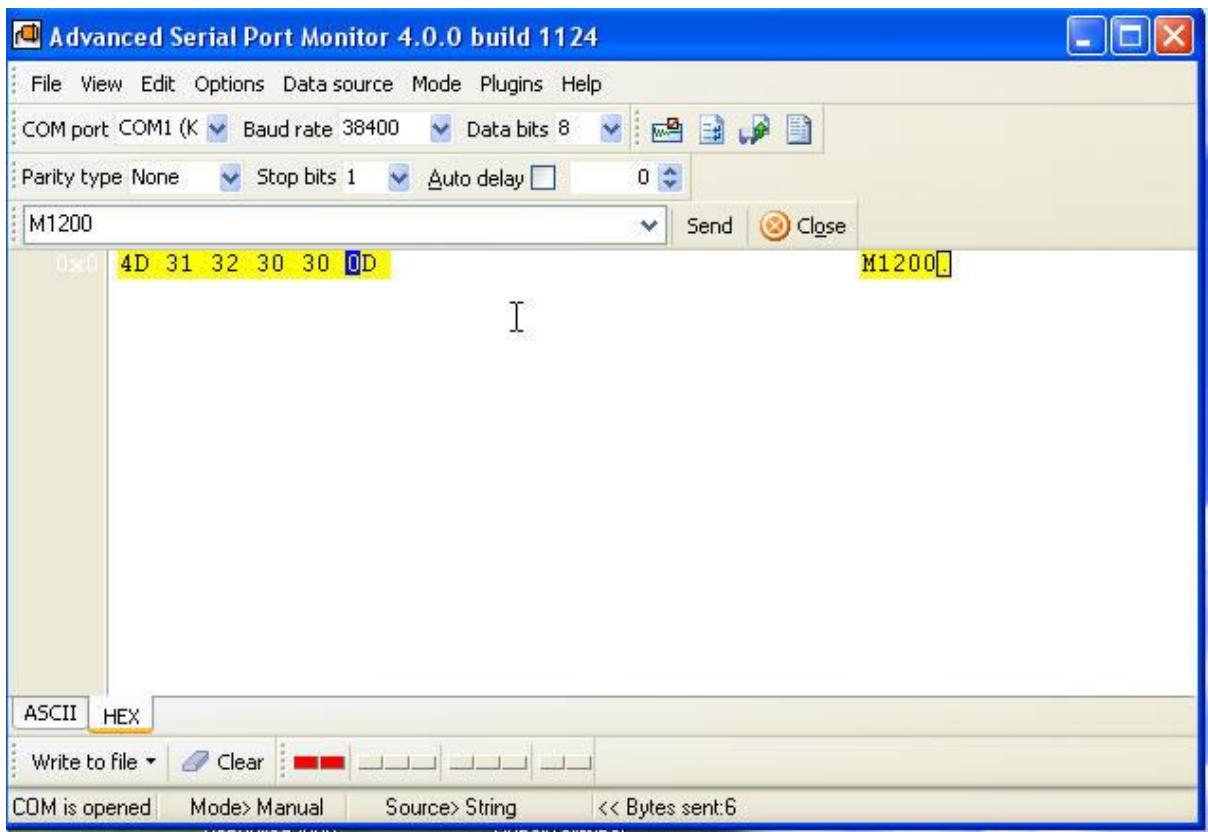 Advanced Serial Port Monitor 4.0.0 build 1124
File View Edit Options Data source Mode Plugins Help
COM port COM1 (K Baud rate 38400 Data bits 8
Parity type None Stop bits 1 Auto delay 0
M1200 Send Close
0x0 4D 31 32 30 30 0D M1200.
ASCII HEX
Write to file Clear
COM is opened Mode> Manual Source> String << Bytes sent:6